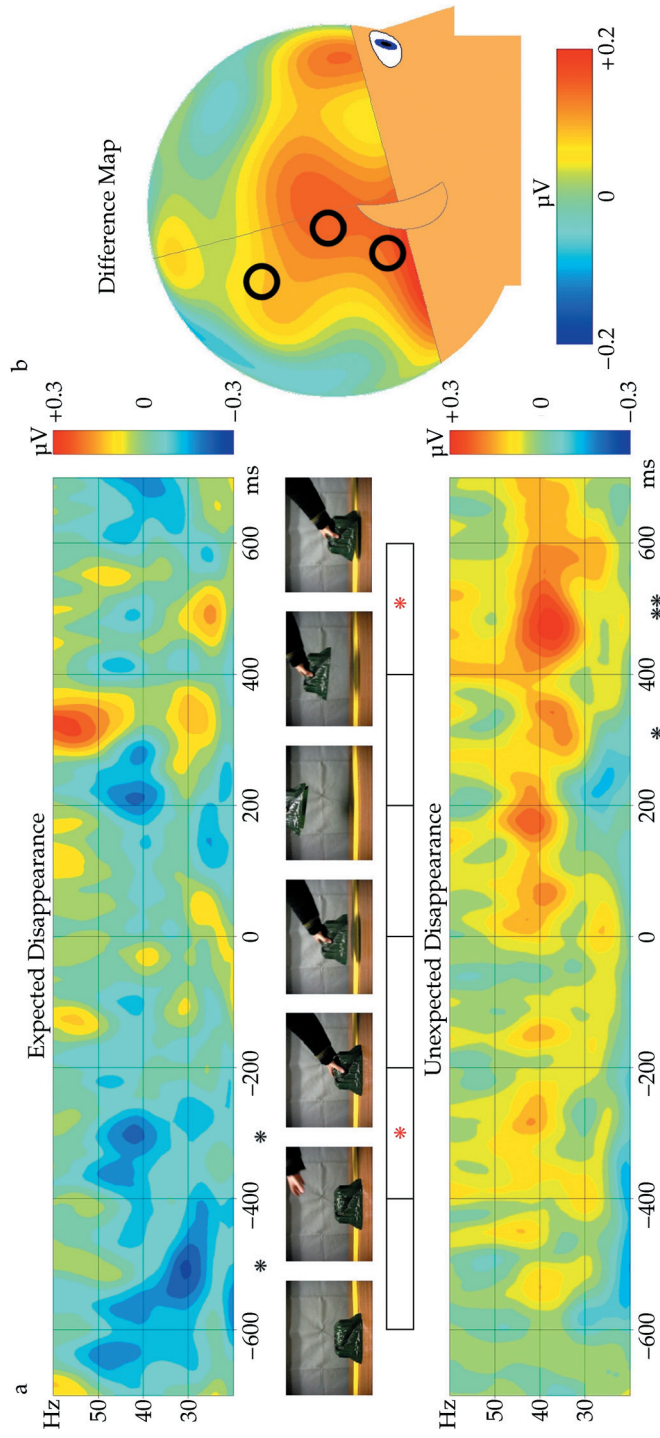 a
Expected Disappearance
Hz
50
40
30
−600 −400 −200 0 200 400 600 ms
* *
µV
+0.3
0
−0.3
* *
Unexpected Disappearance
Hz
50
40
30
−600 −400 −200 0 200 400 600 ms
* **
µV
+0.3
0
−0.3
b
Difference Map
µV
−0.2 0 +0.2